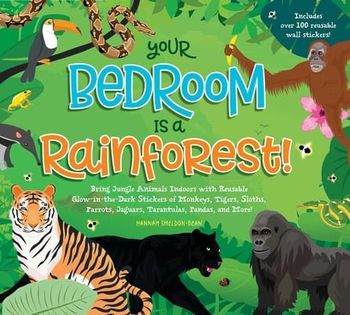 Includes
over 100 reusable
wall stickers!
YOUR
BEDROOM
IS A
RAINFOREST!
Bring Jungle Animals Indoors with Reusable
Glow-in-the-Dark Stickers of Monkeys, Tigers, Sloths,
Parrots, Jaguars, Tarantulas, Pandas, and More!
HANNAH SHELDON-DEAN